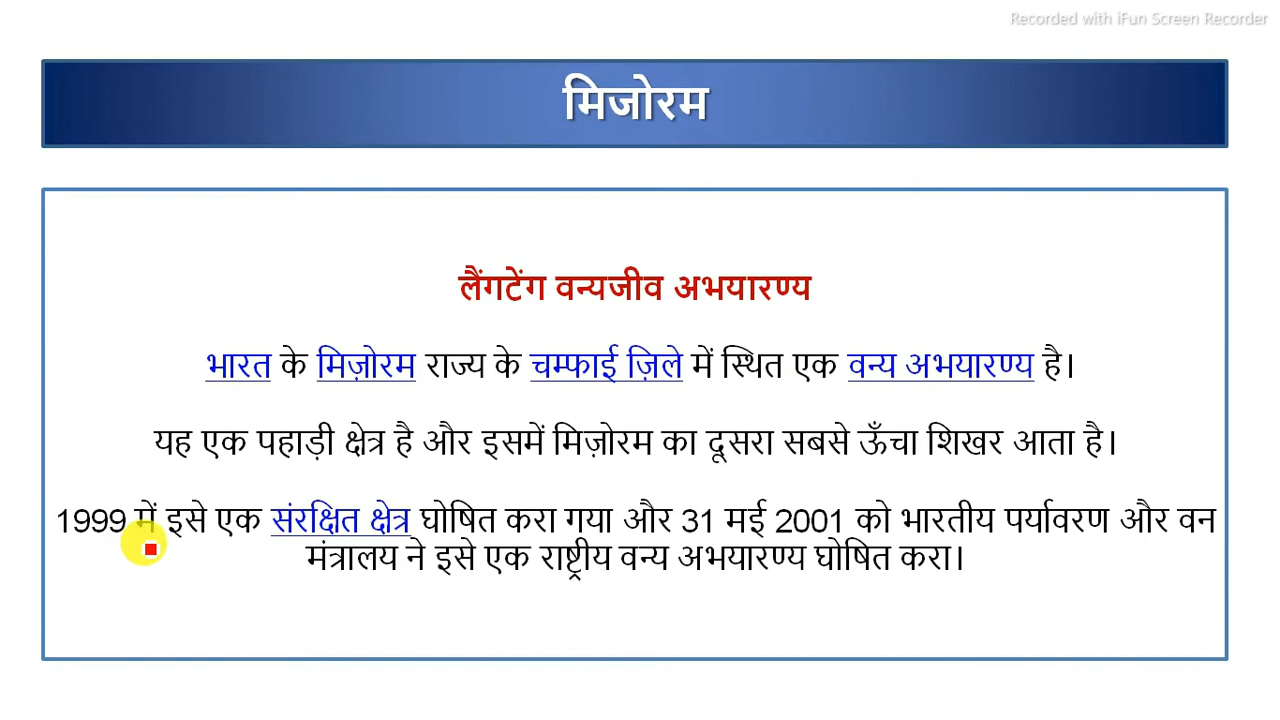 Recorded with iFun Screen Recorder
मिजोरम
लैंगटेंग वन्यजीव अभयारण्य
भारत के मिज़ोरम राज्य के चम्फाई ज़िले में स्थित एक वन्य अभयारण्य है।
यह एक पहाड़ी क्षेत्र है और इसमें मिज़ोरम का दूसरा सबसे ऊँचा शिखर आता है।
1999 में इसे एक संरक्षित क्षेत्र घोषित करा गया और 31 मई 2001 को भारतीय पर्यावरण और वन
मंत्रालय ने इसे एक राष्ट्रीय वन्य अभयारण्य घोषित करा।